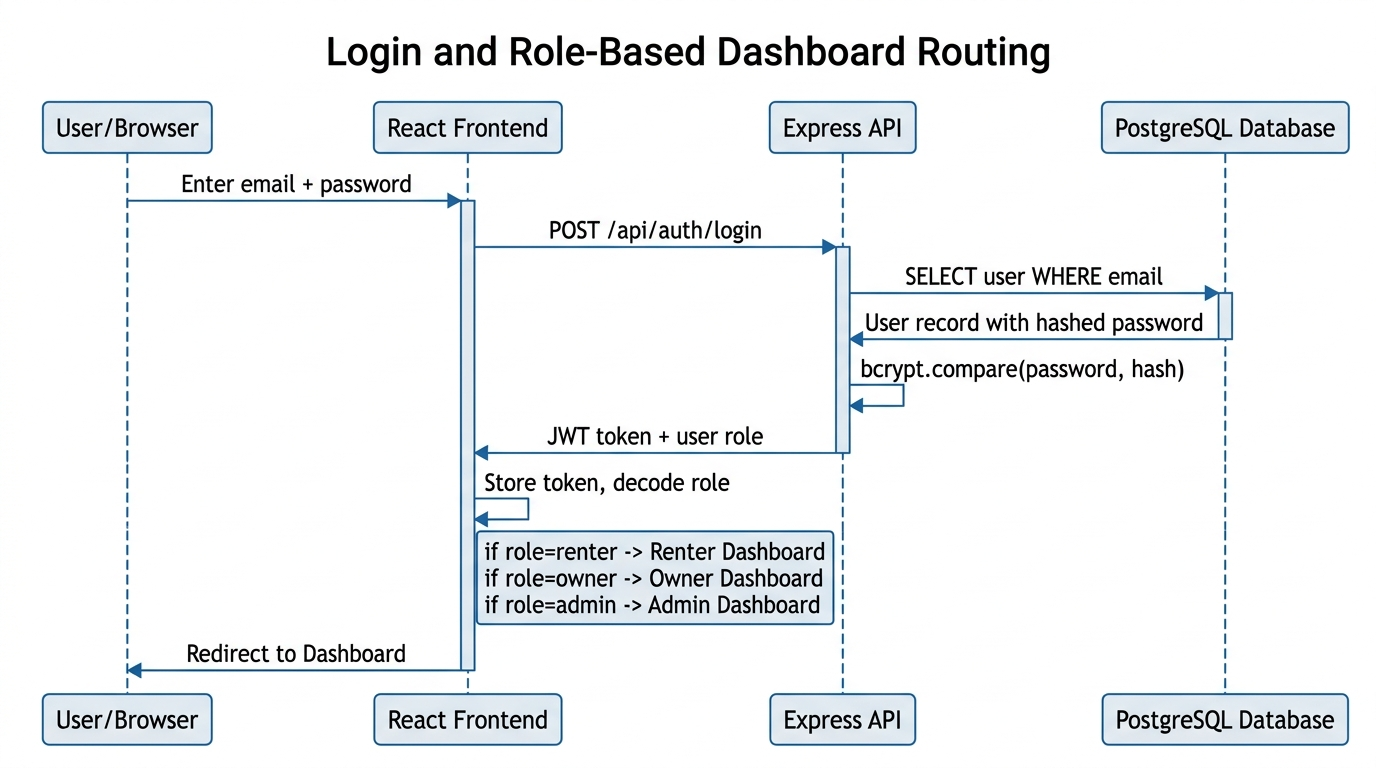 Login and Role-Based Dashboard Routing
User/Browser
React Frontend
Express API
PostgreSQL Database
Enter email + password
POST /api/auth/login
SELECT user WHERE email
User record with hashed password
bcrypt.compare(password, hash)
JWT token + user role
Store token, decode role
if role=renter -> Renter Dashboard
if role=owner -> Owner Dashboard
if role=admin -> Admin Dashboard
Redirect to Dashboard
User/Browser
React Frontend
Express API
PostgreSQL Database